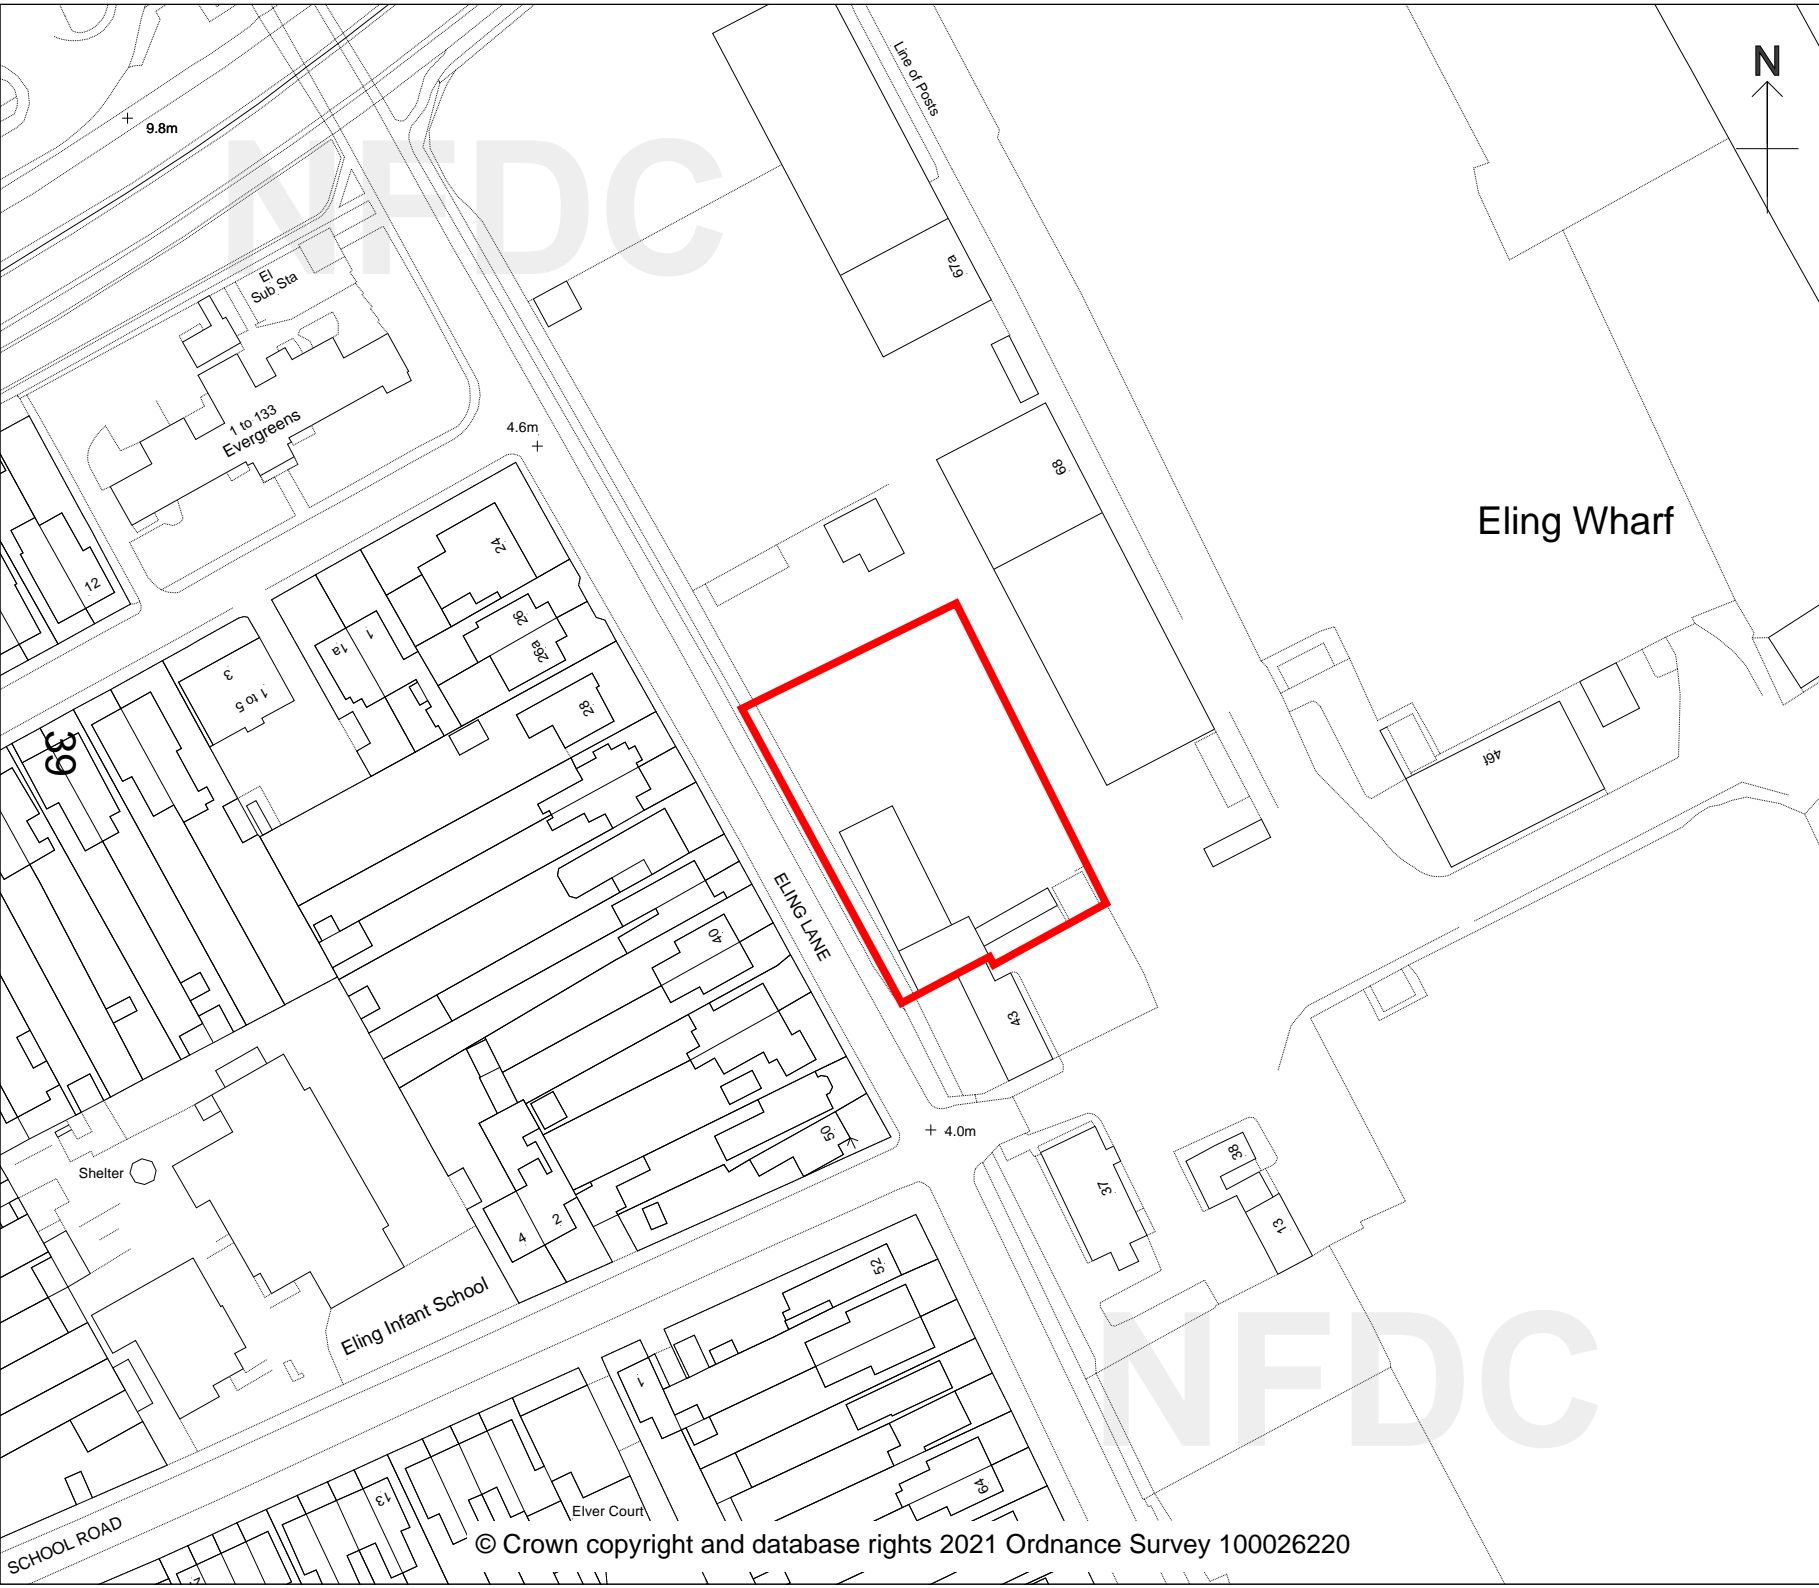 N
NFDC
9.8m
Line of Posts
67a
El
Sub Sta
1 to 133
Evergreens
4.6m
68
Eling Wharf
12
24
26
26a
1
1a
3
1 to 5
28
39
46f
ELING LANE
40
43
4.0m
50
Shelter
4
2
37
38
13
52
Eling Infant School
NFDC
1
64
13
Elver Court
SCHOOL ROAD
© Crown copyright and database rights 2021 Ordnance Survey 100026220